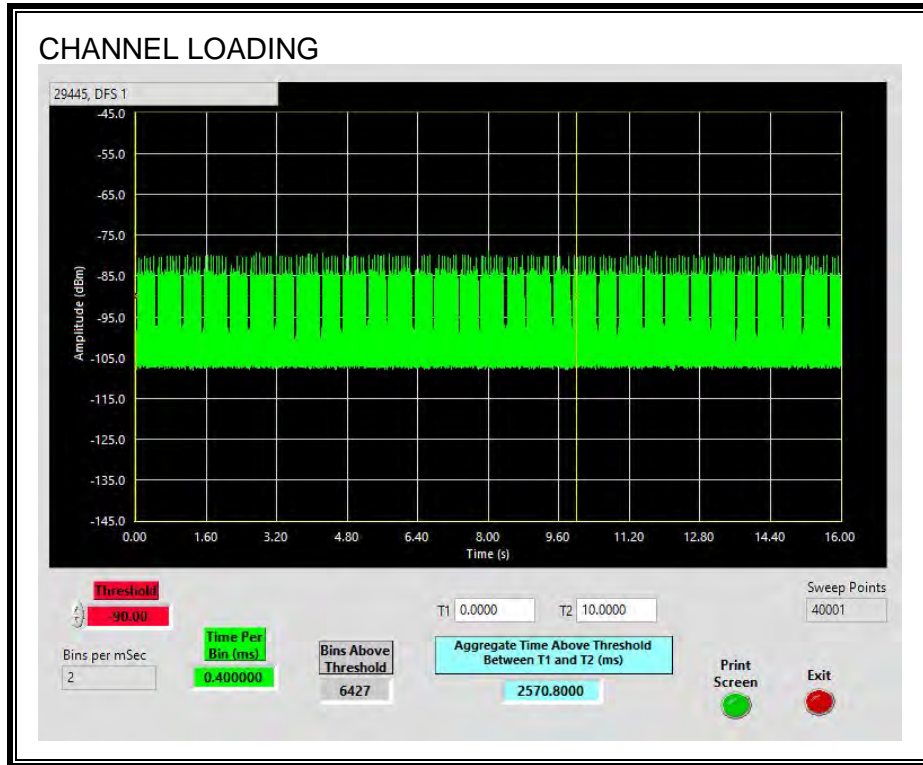 CHANNEL LOADING
29445, DFS 1
-45.0
-55.0
-65.0
-75.0
-85.0
-95.0
-105.0
-115.0
-125.0
-135.0
-145.0
Amplitude (dBm)
0.00 1.60 3.20 4.80 6.40 8.00 9.60 11.20 12.80 14.40 16.00
Time (s)
Threshold
-90.00
Bins per mSec
2
Time Per
Bin (ms)
0.400000
Bins Above
Threshold
6427
T1 0.0000 T2 10.0000
Aggregate Time Above Threshold
Between T1 and T2 (ms)
2570.8000
Sweep Points
40001
Print
Screen
Exit